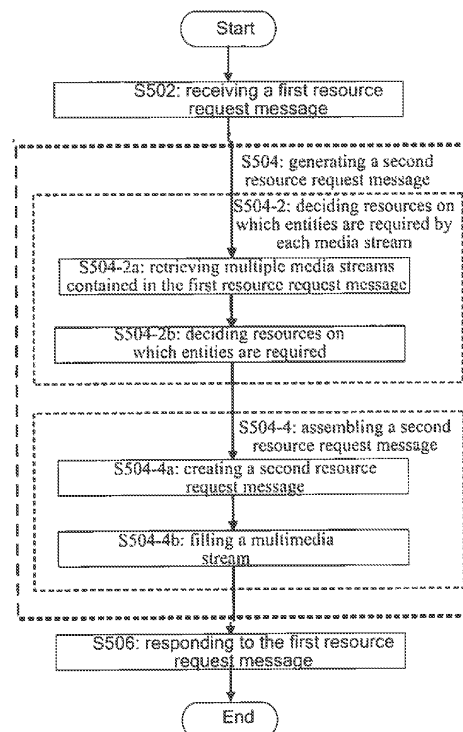 Start
S502: receiving a first resource
request message
S504: generating a second
resource request message
S504-2: deciding resources on
which entities are required by
each media stream
S504-2a: retrieving multiple media streams
contained in the first resource request message
S504-2b: deciding resources on
which entities are required
S504-4: assembling a second
resource request message
S504-4a: creating a second resource
request message
S504-4b: filling a multimedia
stream
S506: responding to the first resource
request message
End